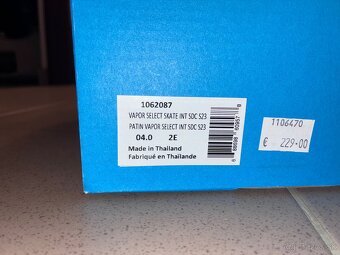 1062087
VAPOR SELECT SKATE INT SDC S23
PATIN VAPOR SELECT INT SDC S23
04.0 2E
Made in Thailand
Fabriqué en Thaïlande
1106470
€ 229.00